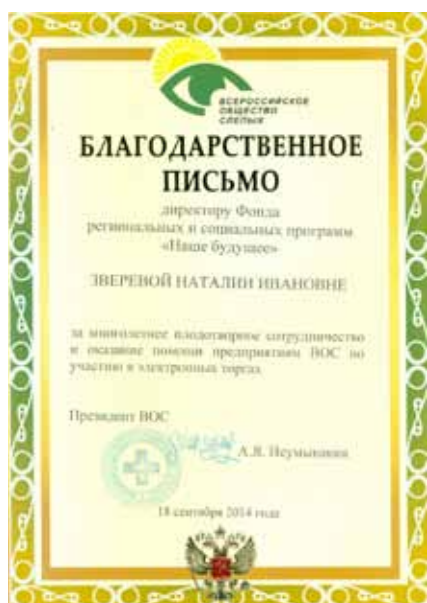 ВСЕРОССИЙСКОЕ
ОБЩЕСТВО
СЛЕПЫХ
БЛАГОДАРСТВЕННОЕ
ПИСЬМО
директору Фонда
региональных и социальных программ
«Наше будущее»
ЗВЕРЕВОЙ НАТАЛИИ ИВАНОВНЕ
за многолетнее плодотворное сотрудничество
и оказание помощи предприятиям ВОС по
участию в электронных торгах
Президент ВОС
А.Я. Неумывакин
18 сентября 2014 года